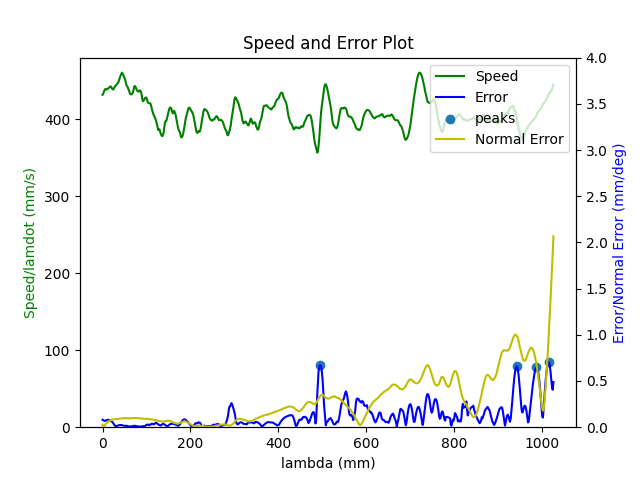 Speed and Error Plot
Speed
Error
peaks
Normal Error
Speed/lamdot (mm/s)
400
300
200
100
0
4.0
3.5
3.0
2.5
2.0
1.5
1.0
0.5
0.0
Error/Normal Error (mm/deg)
0 200 400 600 800 1000
lambda (mm)